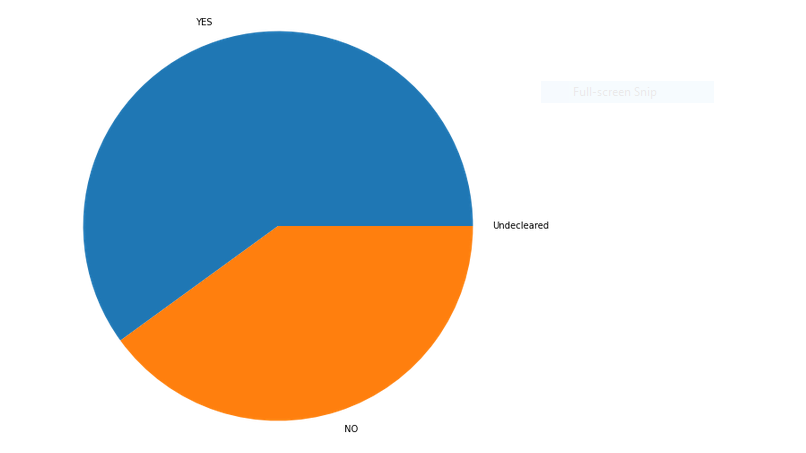 YES
Full-screen Snip
Undecleared
NO